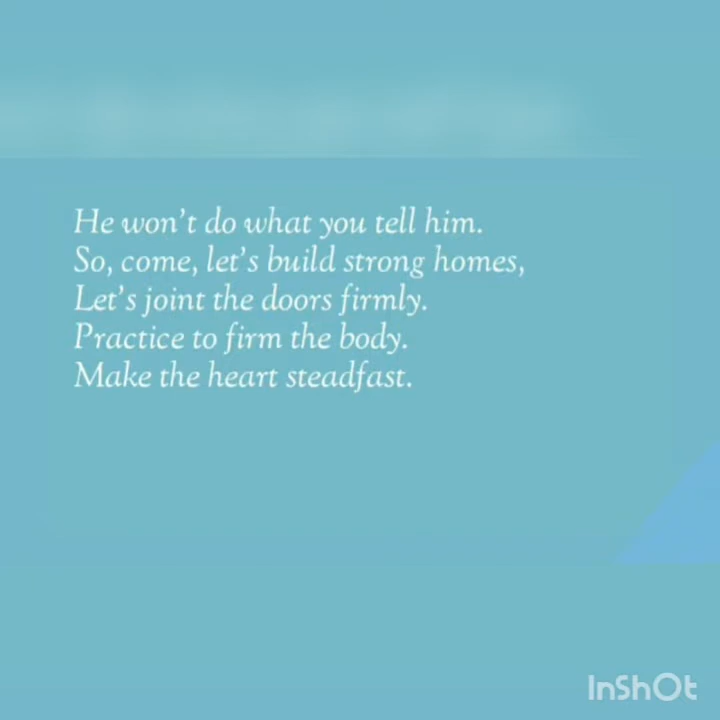 He won't do what you tell him.
So, come, let's build strong homes,
Let's joint the doors firmly.
Practice to firm the body.
Make the heart steadfast.
InShOt